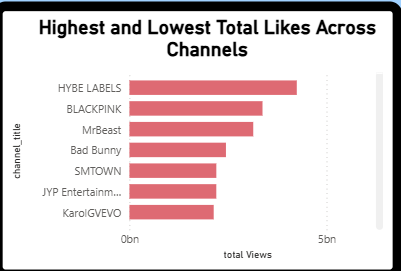 Highest and Lowest Total Likes Across
Channels
channel_title
HYBE LABELS
BLACKPINK
MrBeast
Bad Bunny
SMTOWN
JYP Entertainm...
KarolGVEVO
0bn
5bn
total Views